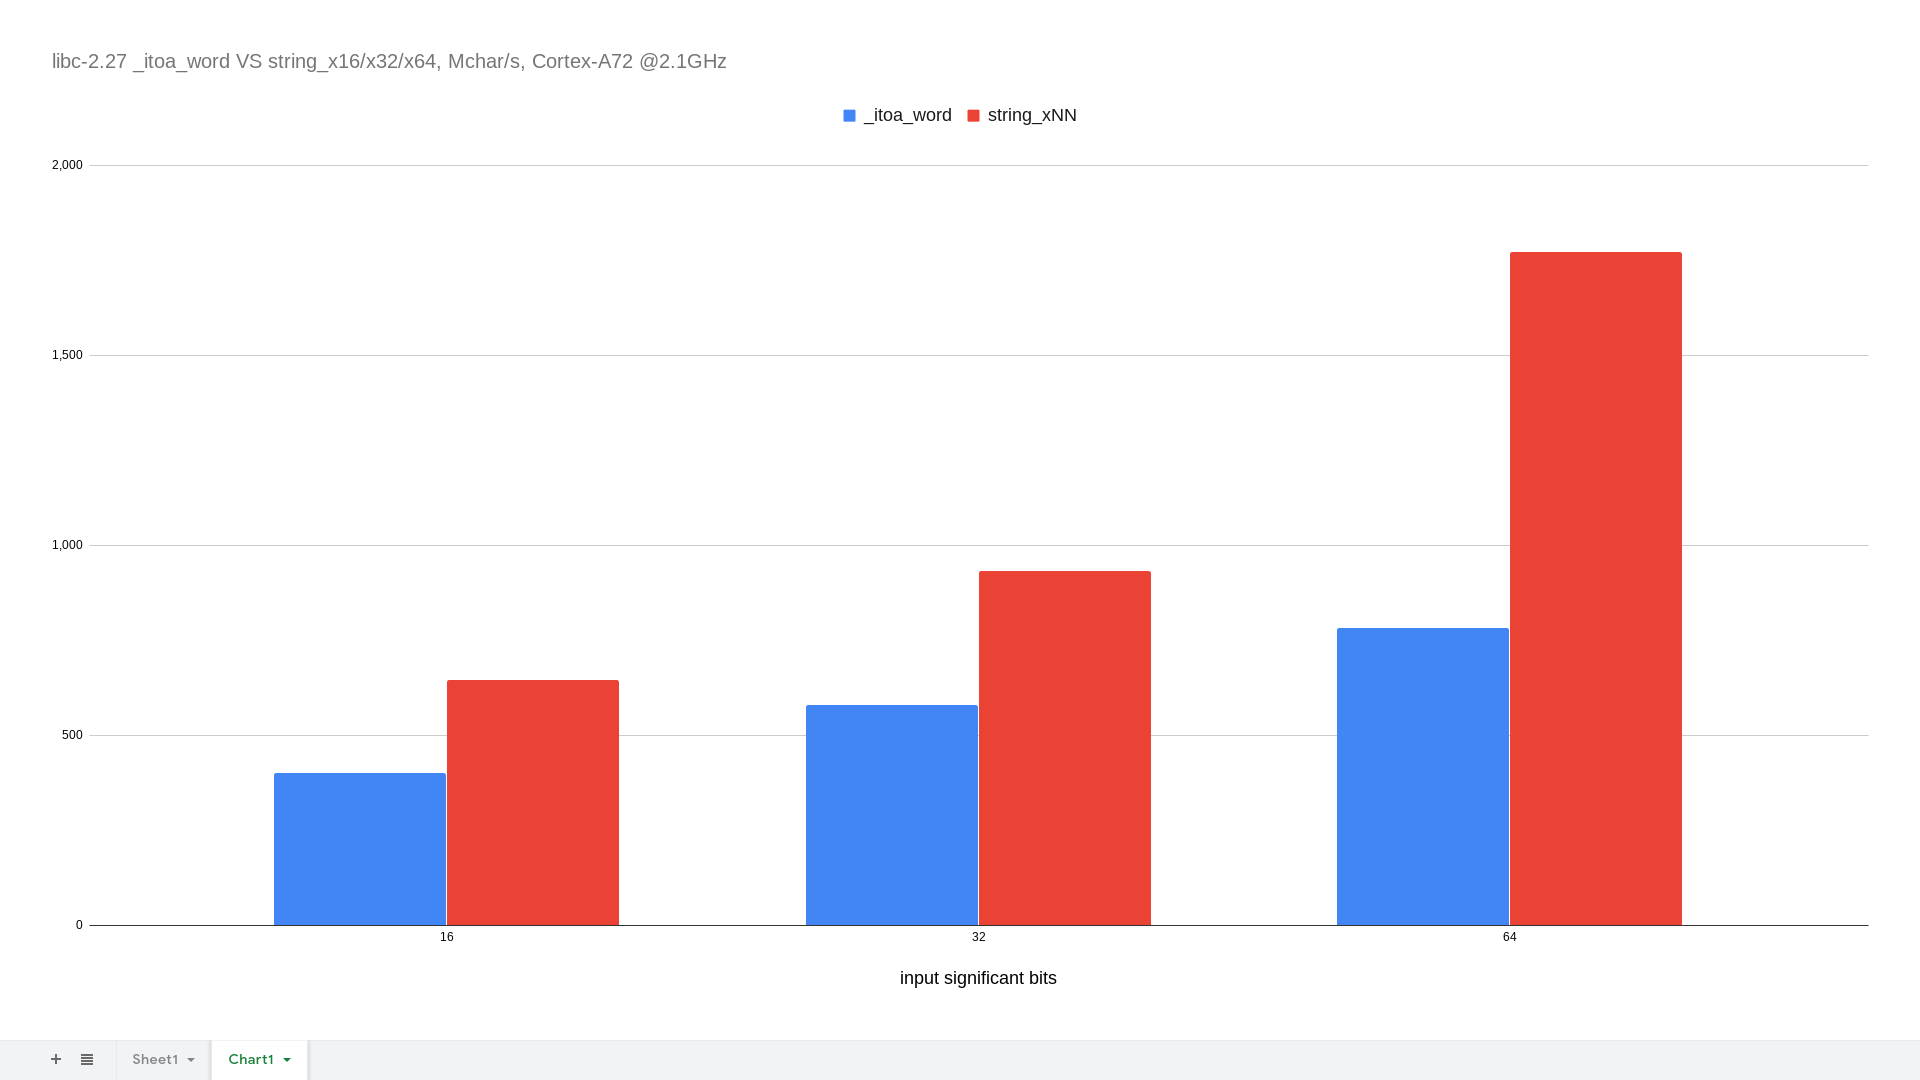 libc-2.27 _itoa_word VS string_x16/x32/x64, Mchar/s, Cortex-A72 @2.1GHz
_itoa_word string_xNN
2,000
1,500
1,000
500
0
16 32 64
input significant bits
+ Sheet1 Chart1